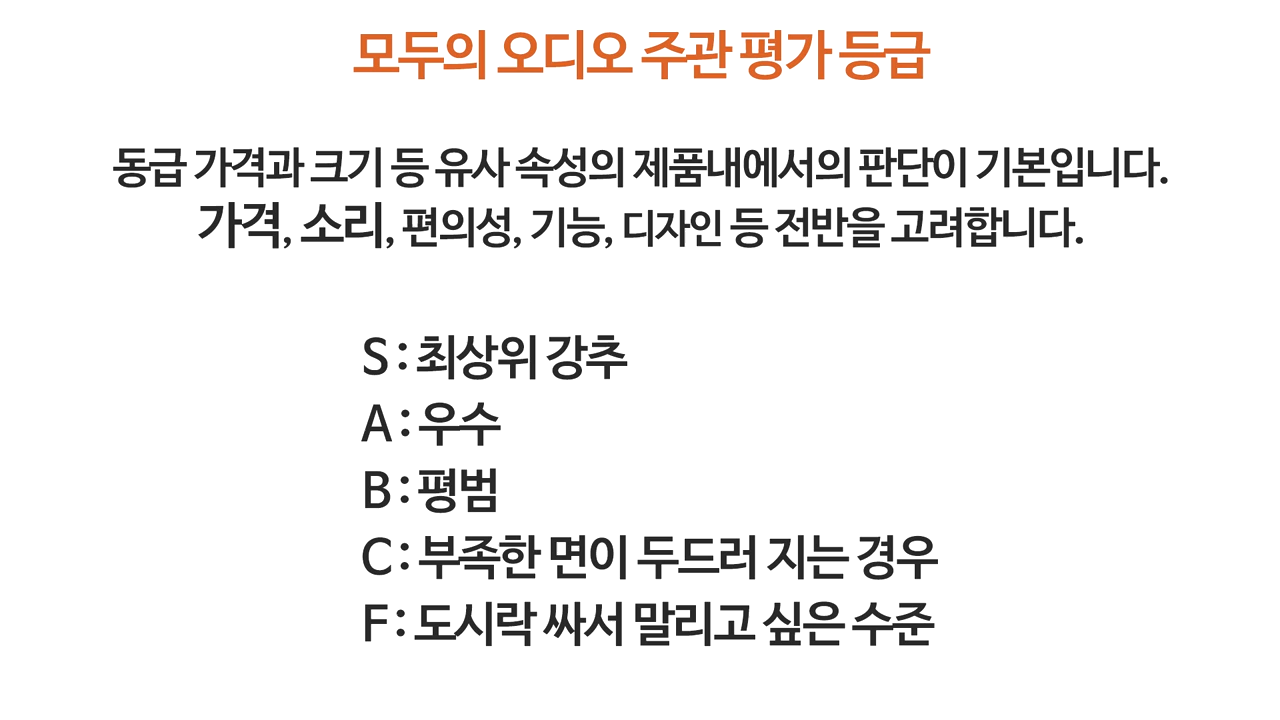 모두의 오디오 주관 평가 등급
동급 가격과 크기 등 유사 속성의 제품내에서의 판단이 기본입니다.
가격, 소리, 편의성, 기능, 디자인 등 전반을 고려합니다.
S : 최상위 강추
A : 우수
B : 평범
C : 부족한 면이 두드러 지는 경우
F : 도시락 싸서 말리고 싶은 수준